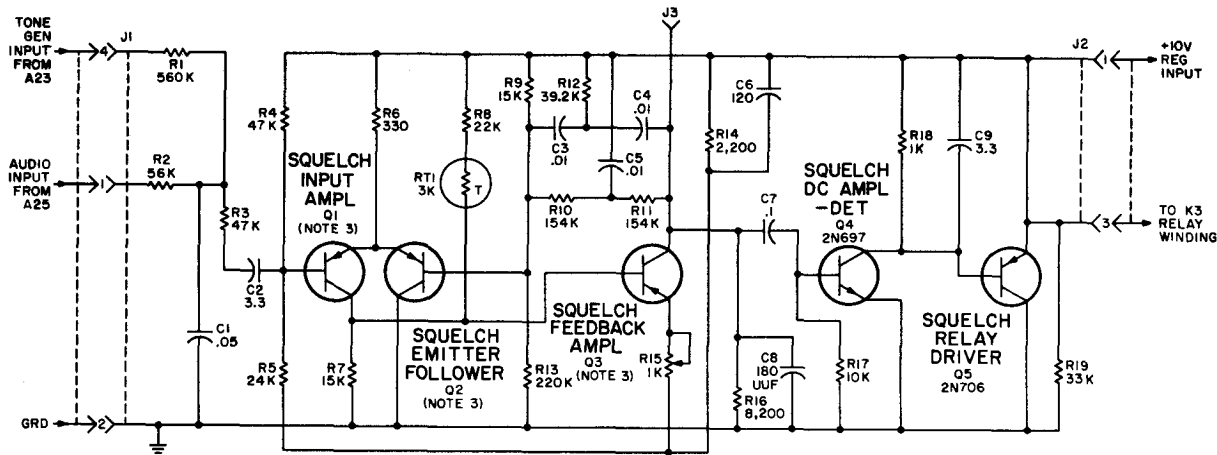 TONE
GEN
INPUT
FROM
A23
4
J1
R1
560K
AUDIO
INPUT
FROM
A25
1
R2
56K
R3
47K
C2
3.3
C1
.05
GRD
2
R4
47K
R5
24K
R6
330
SQUELCH
INPUT
AMPL
Q1
(NOTE 3)
R7
15K
R8
22K
RT1
3K
T
SQUELCH
EMITTER
FOLLOWER
Q2
(NOTE 3)
R9
15K
R12
39.2K
C3
.01
C4
.01
C5
.01
R10
154K
R11
154K
R13
220K
J3
SQUELCH
FEEDBACK
AMPL
Q3
(NOTE 3)
R15
1K
R14
2,200
C6
120
C7
.1
R16
8,200
C8
180
UUF
SQUELCH
DC AMPL
-DET
Q4
2N697
R17
10K
R18
1K
C9
3.3
SQUELCH
RELAY
DRIVER
Q5
2N706
R19
33K
J2
1
+10V
REG
INPUT
3
TO K3
RELAY
WINDING